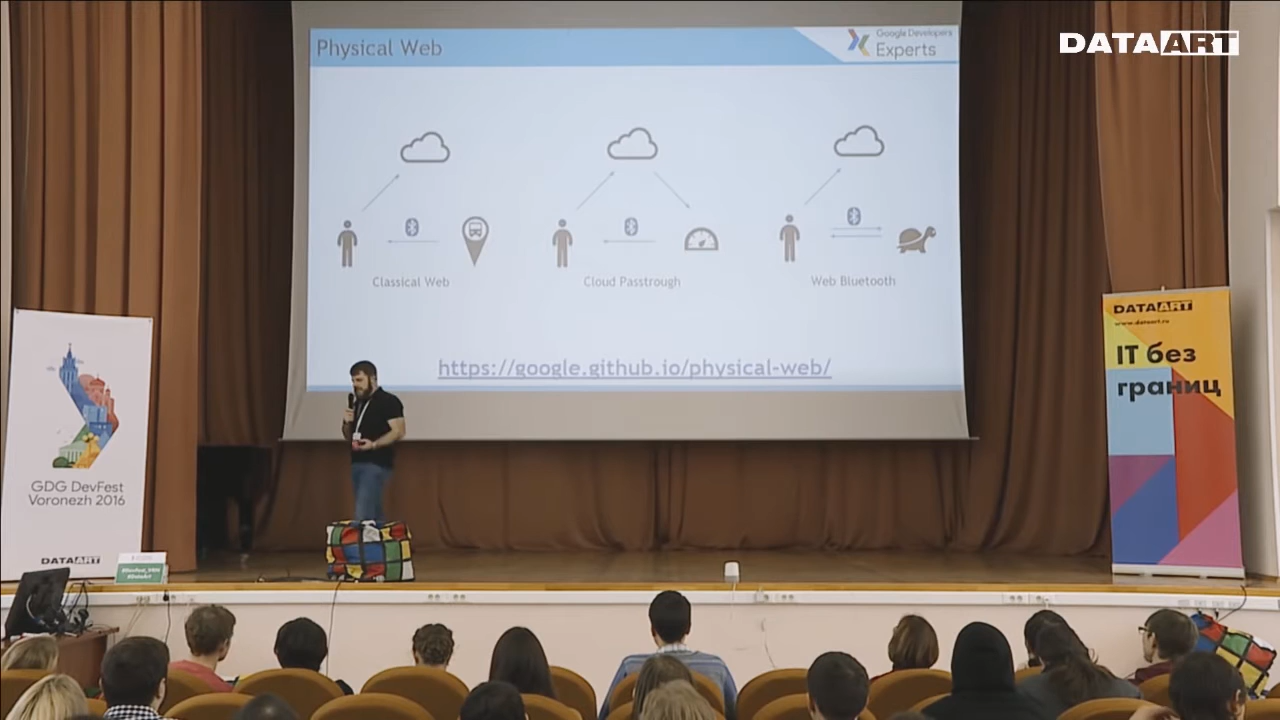 Physical Web
Google Developers
Experts
DATAART
Classical Web
Cloud Passtrough
Web Bluetooth
https://google.github.io/physical-web/
GDG DevFest
Voronezh 2016
DATAART
DATAART
www.dataart.ru
IT без
границ